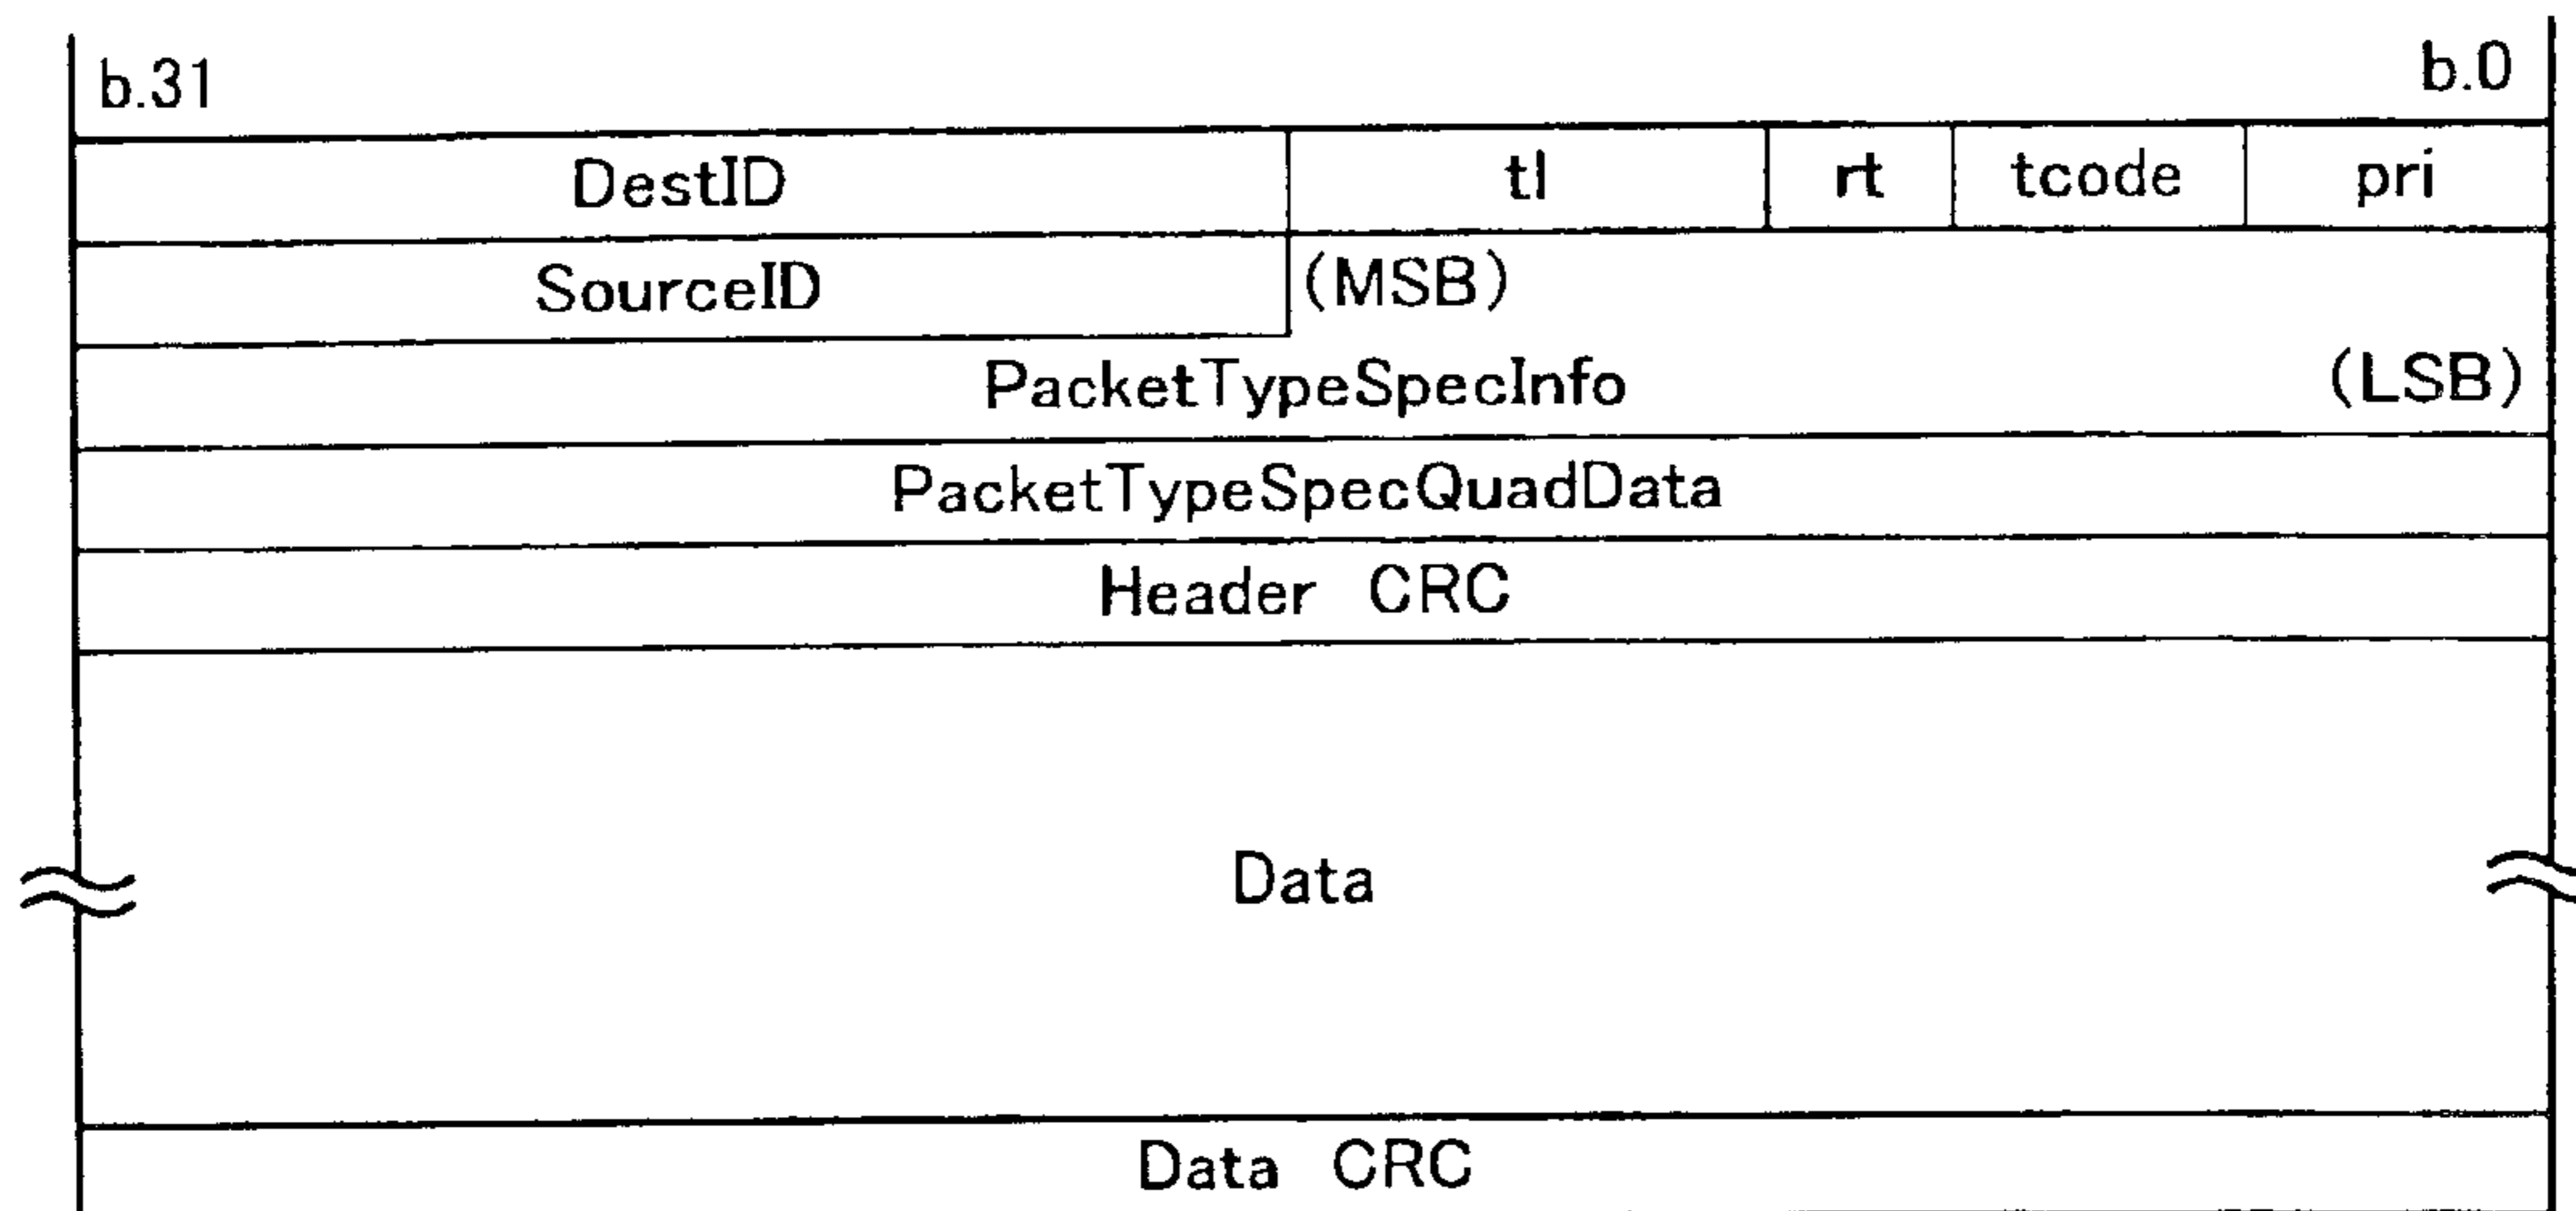 b.31 b.0
DestID tl rt tcode pri
SourceID (MSB)
PacketTypeSpecInfo (LSB)
PacketTypeSpecQuadData
Header CRC
Data
Data CRC